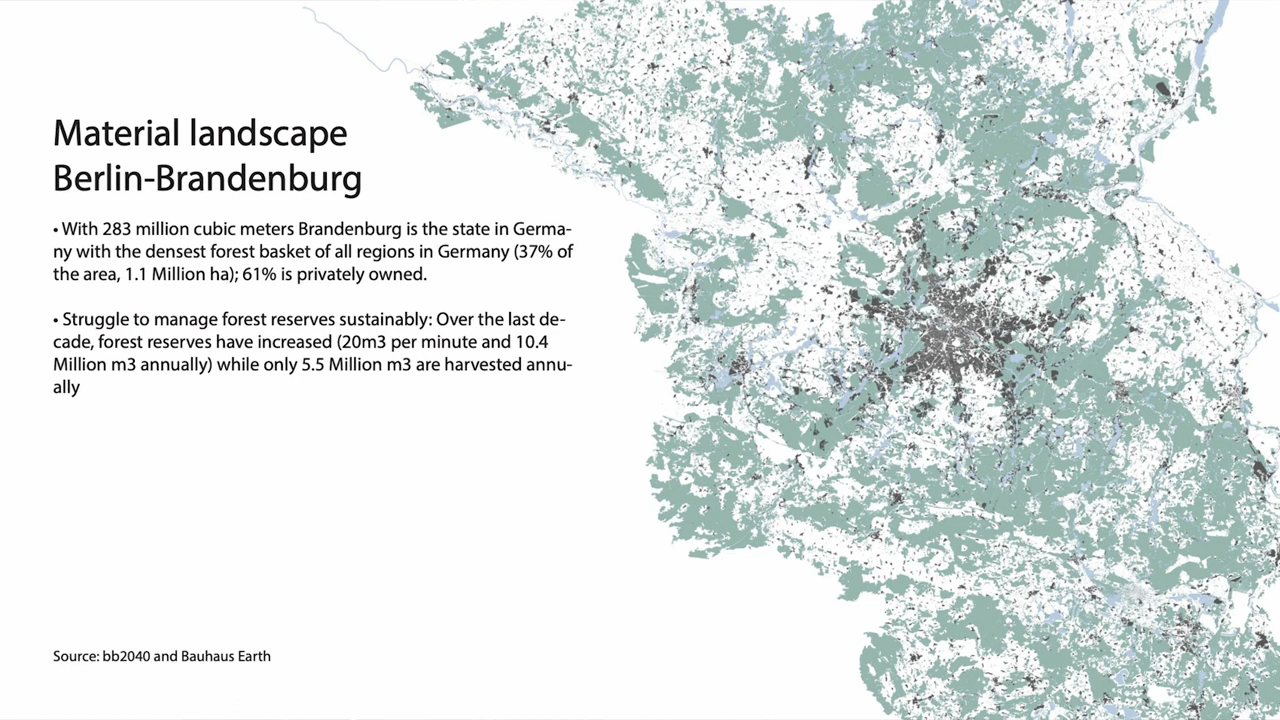 Material landscape
Berlin-Brandenburg
• With 283 million cubic meters Brandenburg is the state in Germa-
ny with the densest forest basket of all regions in Germany (37% of
the area, 1.1 Million ha); 61% is privately owned.
• Struggle to manage forest reserves sustainably: Over the last de-
cade, forest reserves have increased (20m3 per minute and 10.4
Million m3 annually) while only 5.5 Million m3 are harvested annu-
ally
Source: bb2040 and Bauhaus Earth